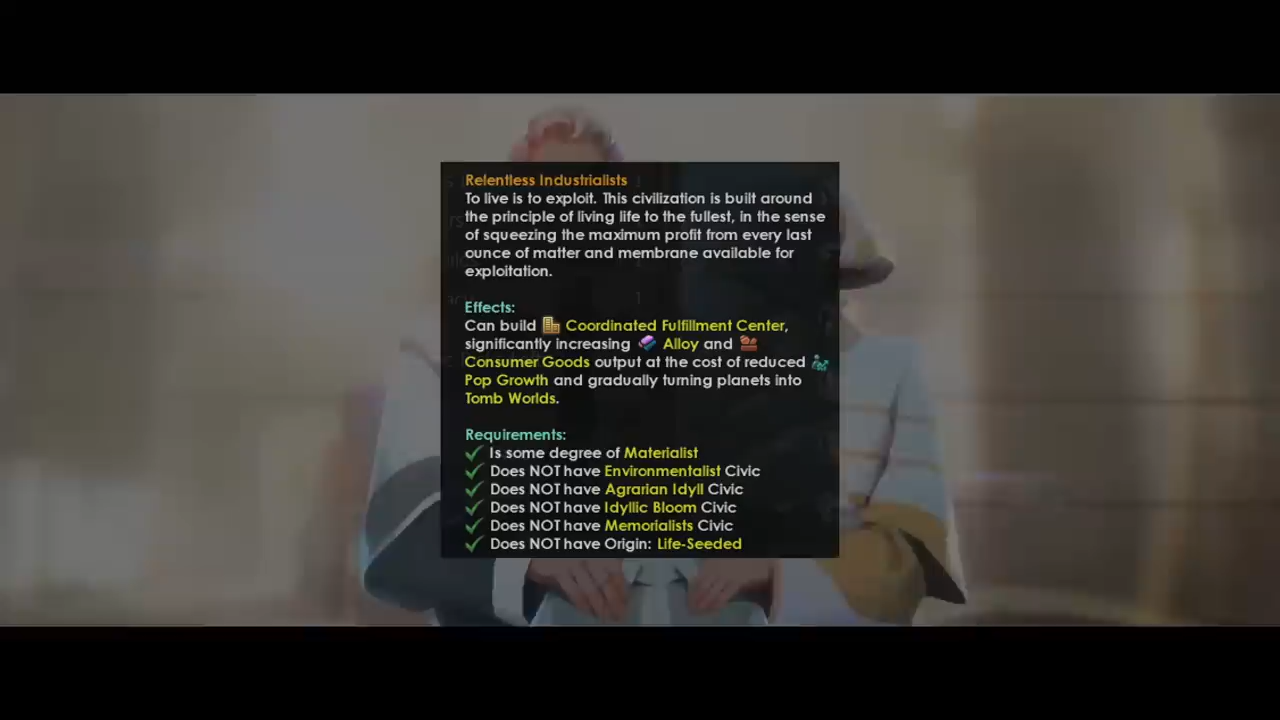 Relentless Industrialists
To live is to exploit. This civilization is built around
the principle of living life to the fullest, in the sense
of squeezing the maximum profit from every last
ounce of matter and membrane available for
exploitation.
Effects:
Can build Coordinated Fulfillment Center,
significantly increasing Alloy and
Consumer Goods output at the cost of reduced
Pop Growth and gradually turning planets into
Tomb Worlds.
Requirements:
Is some degree of Materialist
Does NOT have Environmentalist Civic
Does NOT have Agrarian Idyll Civic
Does NOT have Idyllic Bloom Civic
Does NOT have Memorialists Civic
Does NOT have Origin: Life-Seeded